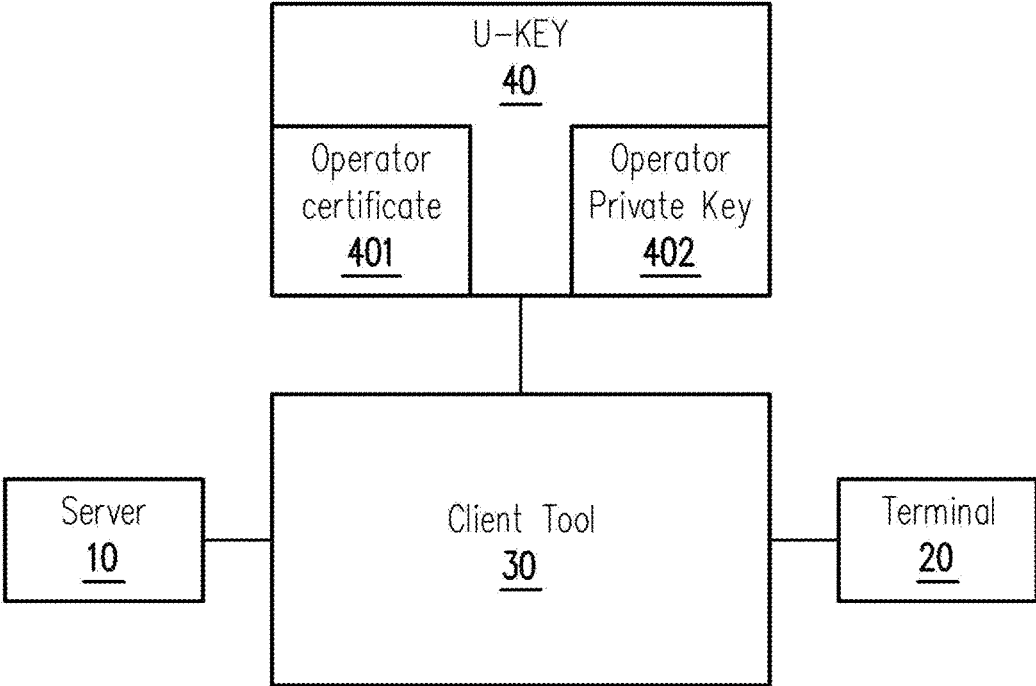 U-KEY
40
Operator
certificate
401
Operator
Private Key
402
Server
10
Client Tool
30
Terminal
20